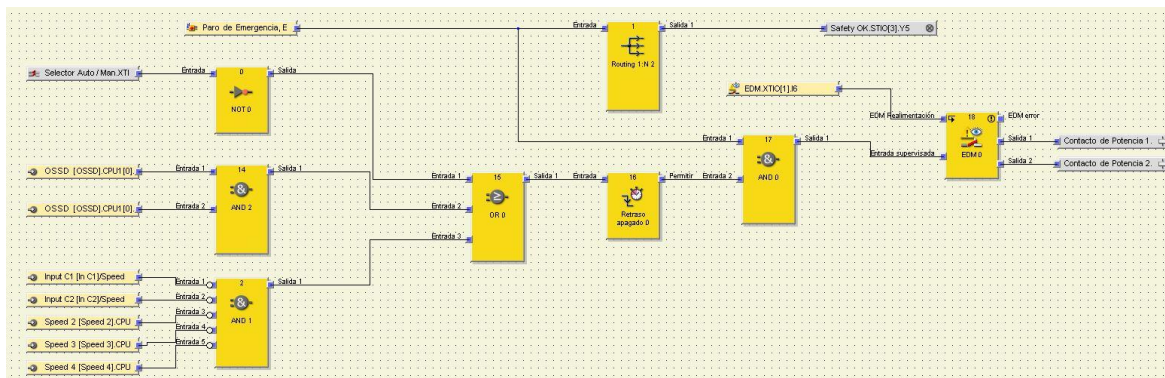 Paro de Emergencia, E
Entrada
1
Salida 1
Safety OK.STIO[3].Y5
Routing 1:N 2
Selector Auto / Man.XTI
Entrada
0
Salida
NOT 0
EDM.XTIO[1].I6
EDM Realimentación
18
EDM error
Entrada 1
17
Salida 1
Salida 1
Contacto de Potencia 1.
Entrada supervisada
EDM 0
Salida 2
Contacto de Potencia 2.
OSSD [OSSD].CPU1[0].
Entrada 1
14
Salida 1
Entrada 1
15
Salida 1
Entrada
16
Permitir
Entrada 2
AND 0
OSSD [OSSD].CPU1[0].
Entrada 2
AND 2
Entrada 2
OR 0
Retraso
apagado 0
Entrada 3
Input C1 [In C1]/Speed
Entrada 1
2
Salida 1
Input C2 [In C2]/Speed
Entrada 2
Entrada 3
Speed 2 [Speed 2].CPU
AND 1
Entrada 4
Speed 3 [Speed 3].CPU
Entrada 5
Speed 4 [Speed 4].CPU